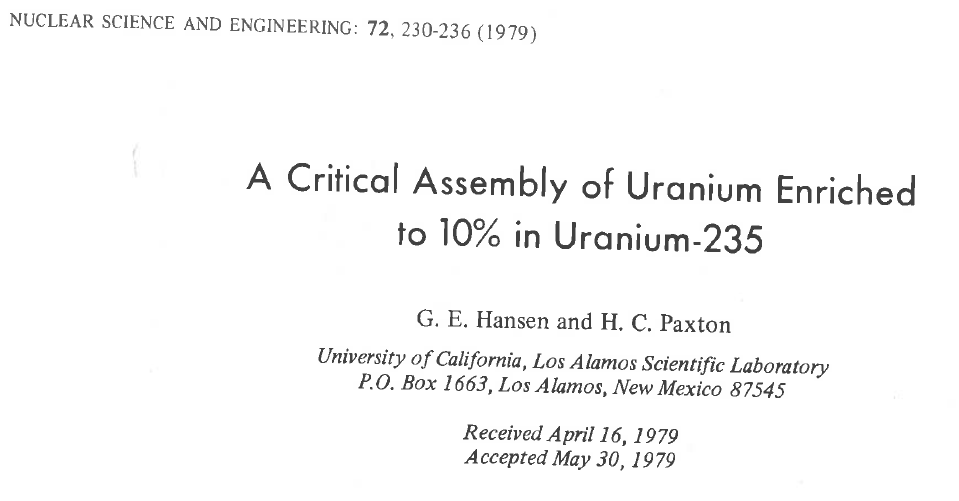 NUCLEAR SCIENCE AND ENGINEERING: 72, 230-236 (1979)
A Critical Assembly of Uranium Enriched
to 10% in Uranium-235
G. E. Hansen and H. C. Paxton
University of California, Los Alamos Scientific Laboratory
P.O. Box 1663, Los Alamos, New Mexico 87545
Received April 16, 1979
Accepted May 30, 1979